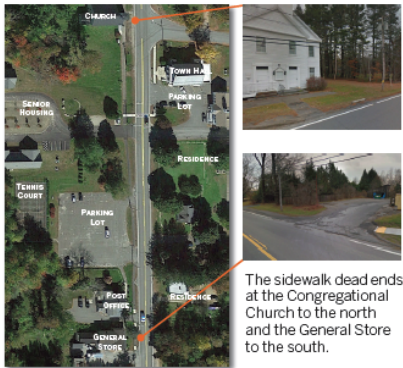 CHURCH
TOWN HALL
PARKING
LOT
SENIOR
HOUSING
RESIDENCE
TENNIS
COURT
PARKING
LOT
POST
OFFICE
RESIDENCE
GENERAL
STORE
The sidewalk dead ends
at the Congregational
Church to the north
and the General Store
to the south.